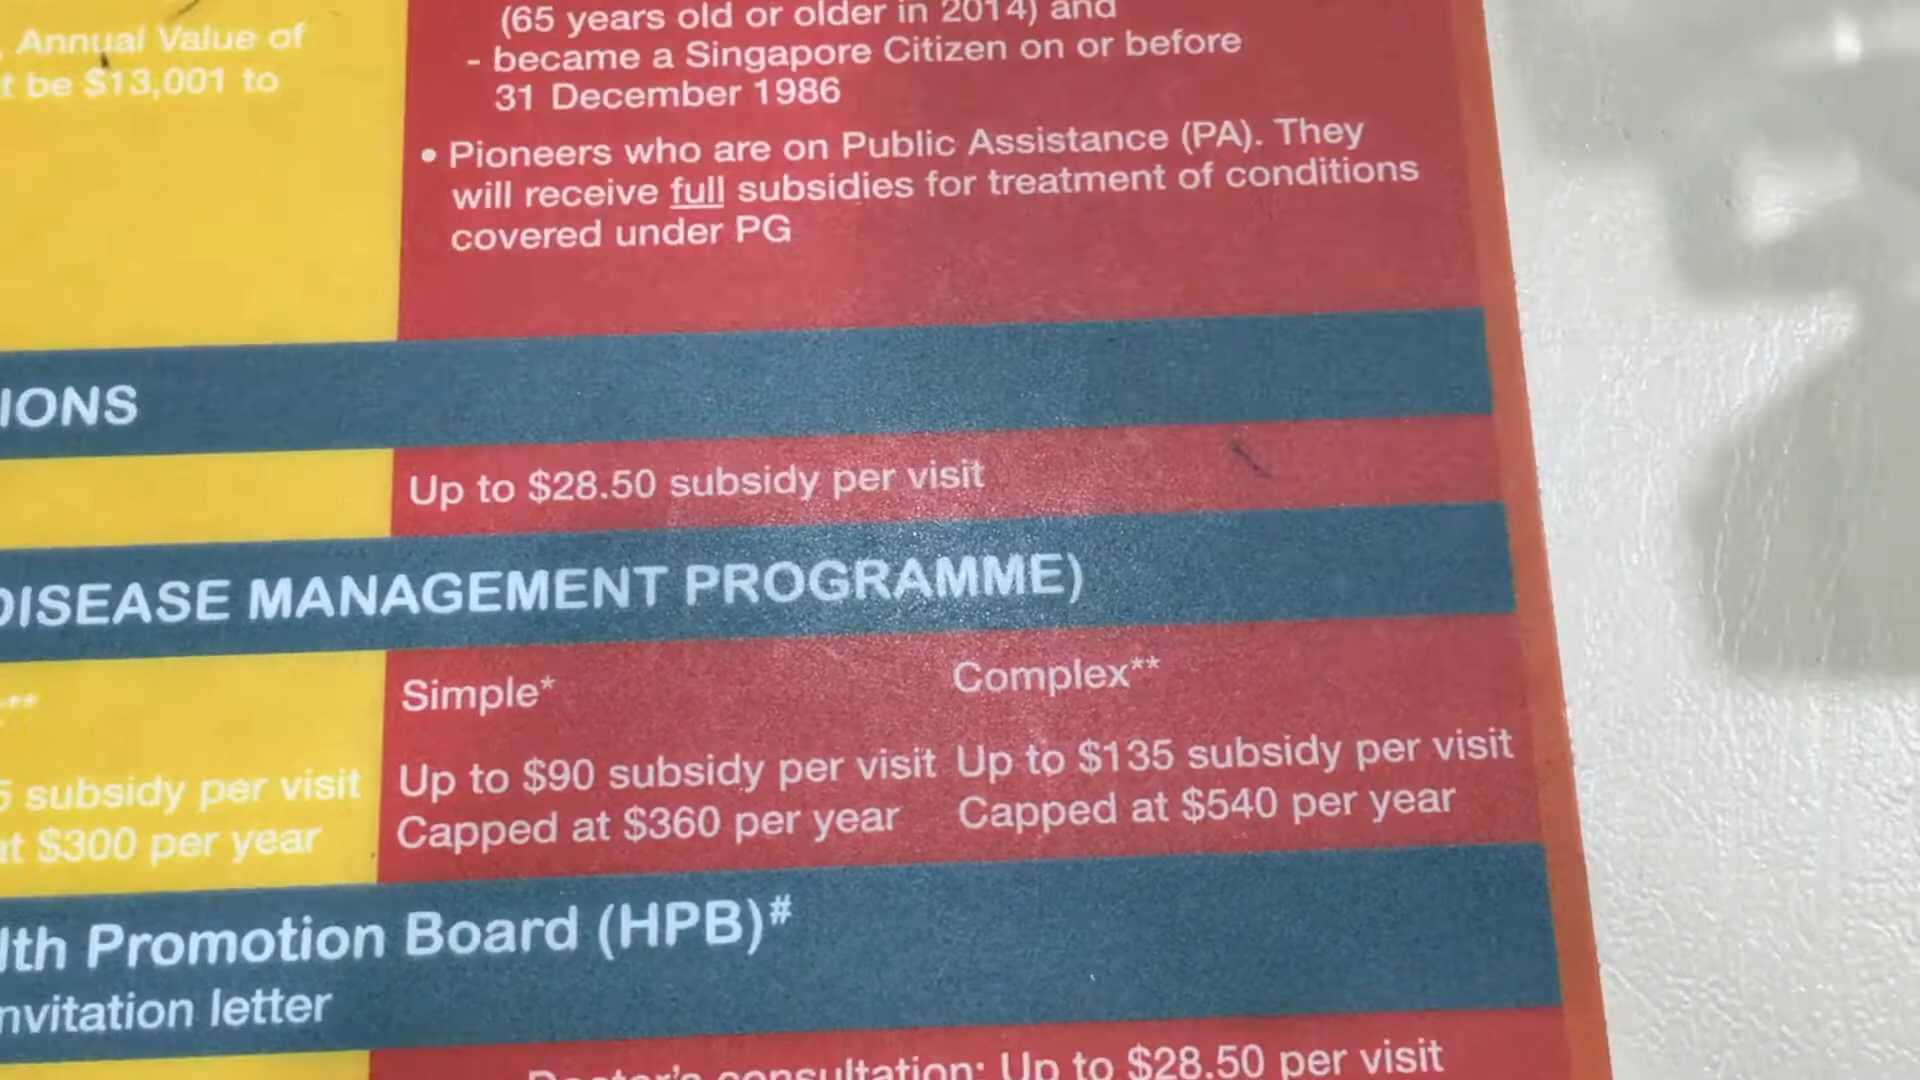 Annual Value of
be $13,001 to
(65 years old or older in 2014) and
- became a Singapore Citizen on or before
31 December 1986
• Pioneers who are on Public Assistance (PA). They
will receive full subsidies for treatment of conditions
covered under PG
IONS
Up to $28.50 subsidy per visit
DISEASE MANAGEMENT PROGRAMME)
**
5 subsidy per visit
at $300 per year
Simple*
Up to $90 subsidy per visit
Capped at $360 per year
Complex**
Up to $135 subsidy per visit
Capped at $540 per year
lth Promotion Board (HPB)#
nvitation letter
Doctor's consultation: Up to $28.50 per visit